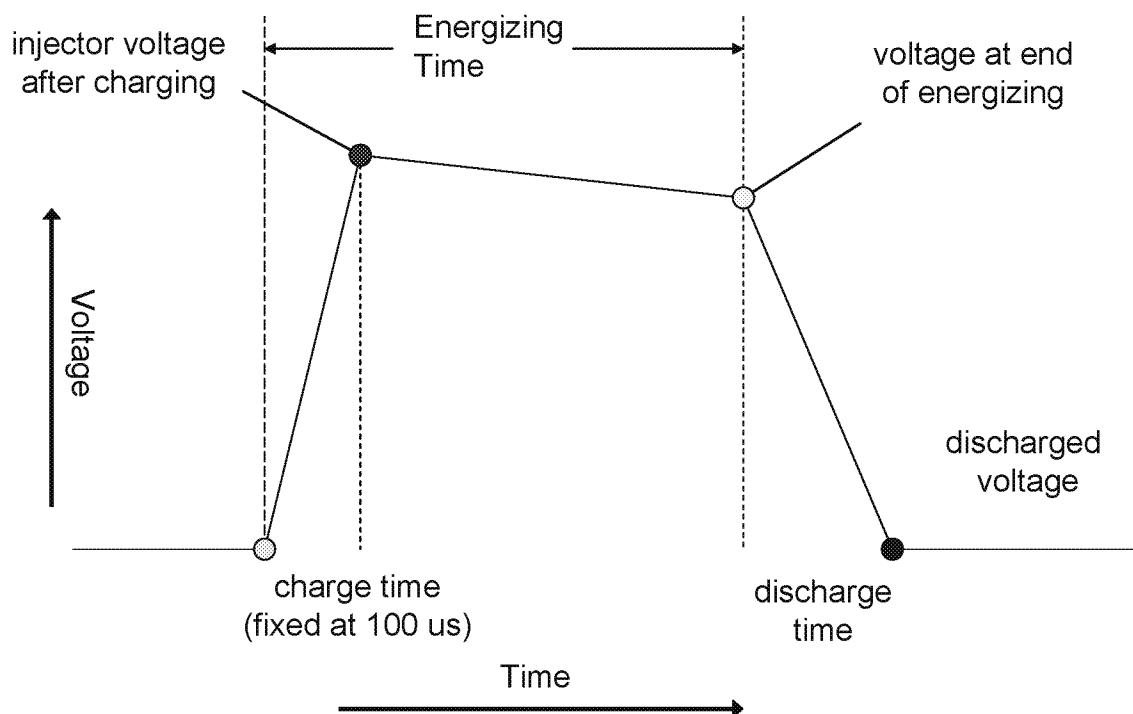 injector voltage
after charging
Energizing
Time
voltage at end
of energizing
Voltage
discharged
voltage
charge time
(fixed at 100 us)
discharge
time
Time